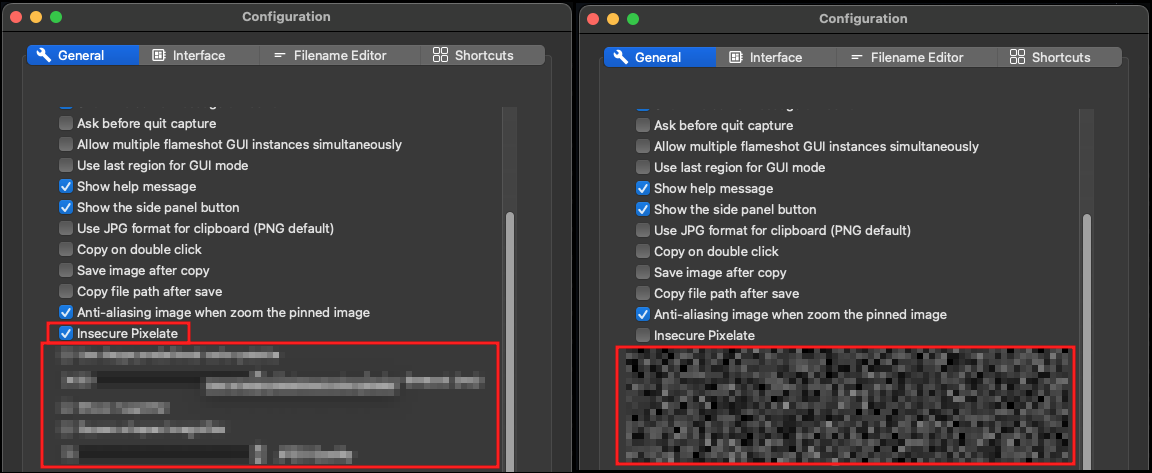 Configuration
General Interface Filename Editor Shortcuts
Ask before quit capture
Allow multiple flameshot GUI instances simultaneously
Use last region for GUI mode
Show help message
Show the side panel button
Use JPG format for clipboard (PNG default)
Copy on double click
Save image after copy
Copy file path after save
Anti-aliasing image when zoom the pinned image
Insecure Pixelate
Configuration
General Interface Filename Editor Shortcuts
Ask before quit capture
Allow multiple flameshot GUI instances simultaneously
Use last region for GUI mode
Show help message
Show the side panel button
Use JPG format for clipboard (PNG default)
Copy on double click
Save image after copy
Copy file path after save
Anti-aliasing image when zoom the pinned image
Insecure Pixelate